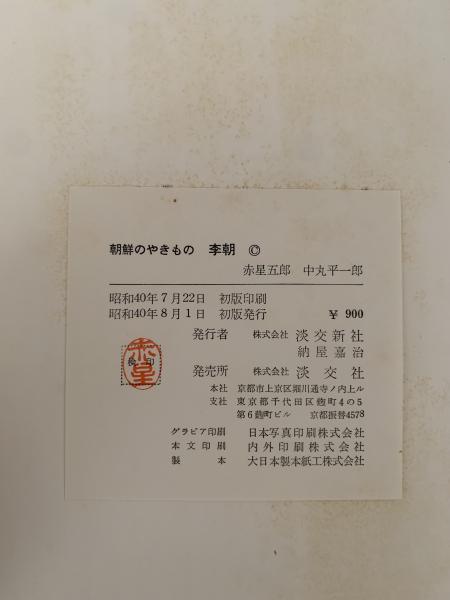 朝鮮のやきもの 李朝 ©
赤星五郎 中丸平一郎
昭和40年7月22日 初版印刷
昭和40年8月1日 初版発行 ¥ 900
発行者 株式会社 淡交新社
納屋嘉治
発売所 株式会社 淡交社
本社 京都市上京区堀川通寺ノ内上ル
支社 東京都千代田区麹町4の5
第6麹町ビル 京都振替4578
グラビア印刷 日本写真印刷株式会社
本文印刷 内外印刷株式会社
製本 大日本製本紙工株式会社
検印
赤星